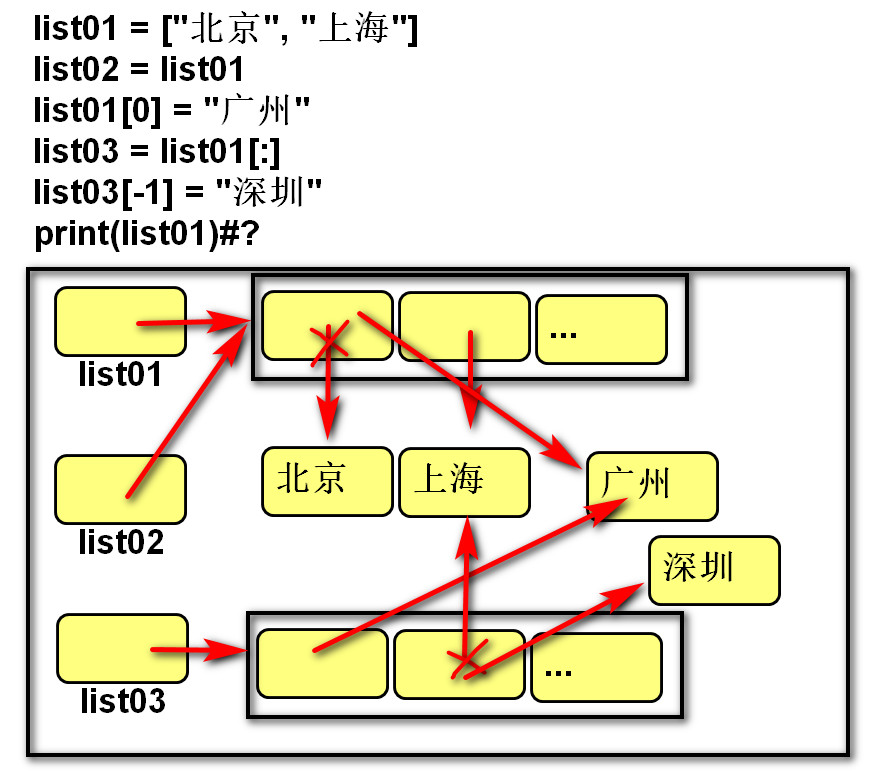 list01 = ["北京", "上海"]
list02 = list01
list01[0] = "广州"
list03 = list01[:]
list03[-1] = "深圳"
print(list01)#?
...
list01
北京 上海 广州
list02
深圳
...
list03